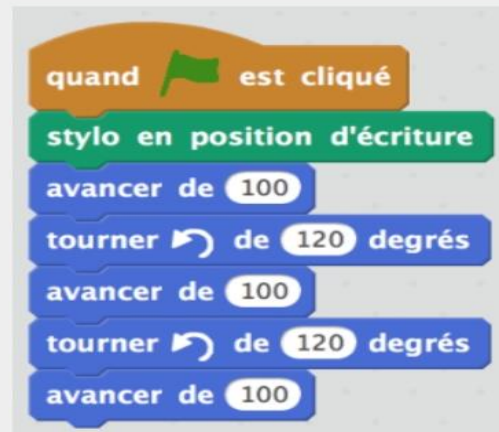 quand est cliqué
stylo en position d'écriture
avancer de 100
tourner de 120 degrés
avancer de 100
tourner de 120 degrés
avancer de 100